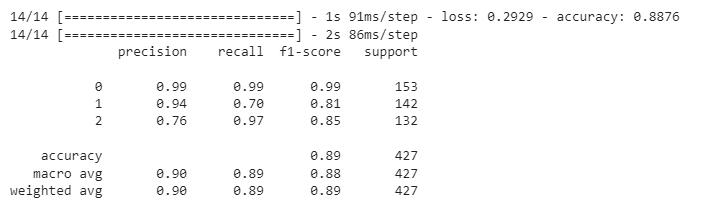 14/14 [==============================] - 1s 91ms/step - loss: 0.2929 - accuracy: 0.8876
14/14 [==============================] - 2s 86ms/step
precision recall f1-score support
0 0.99 0.99 0.99 153
1 0.94 0.70 0.81 142
2 0.76 0.97 0.85 132
accuracy 0.89 427
macro avg 0.90 0.89 0.88 427
weighted avg 0.90 0.89 0.89 427